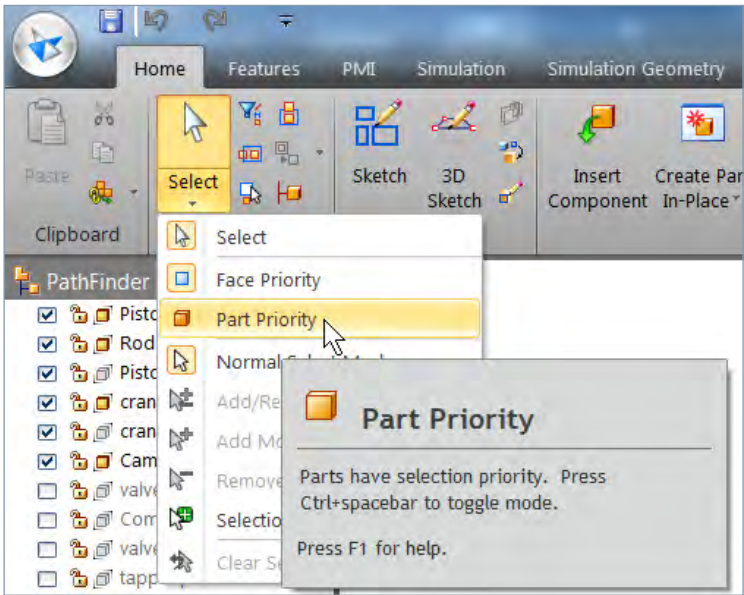 Home Features PMI Simulation Simulation Geometry
Paste
Select
Sketch
3D
Sketch
Insert
Component
Create Par
In-Place
Clipboard
Select
PathFinder
Face Priority
Pisto
Part Priority
Rod
Pisto
Normal Select Mod
cran
Add/Re
cran
Add Mo
Cam
Remove
valve
Com
Selectio
valve
Clear Se
tapp
Part Priority
Parts have selection priority. Press
Ctrl+spacebar to toggle mode.
Press F1 for help.